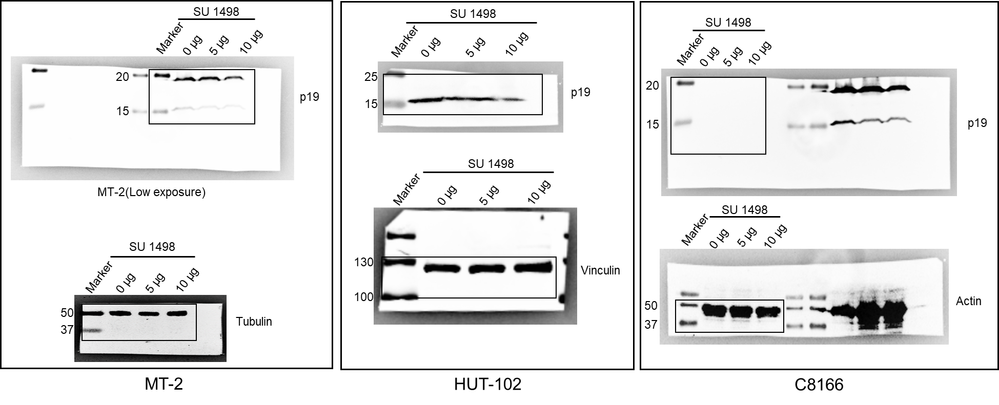 SU 1498
Marker
0 µg
5 µg
10 µg
20
15
p19
MT-2(Low exposure)
SU 1498
Marker
0 µg
5 µg
10 µg
50
37
Tubulin
MT-2
SU 1498
Marker
0 µg
5 µg
10 µg
25
15
p19
SU 1498
Marker
0 µg
5 µg
10 µg
130
100
Vinculin
HUT-102
SU 1498
Marker
0 µg
5 µg
10 µg
20
15
p19
SU 1498
Marker
0 µg
5 µg
10 µg
50
37
Actin
C8166